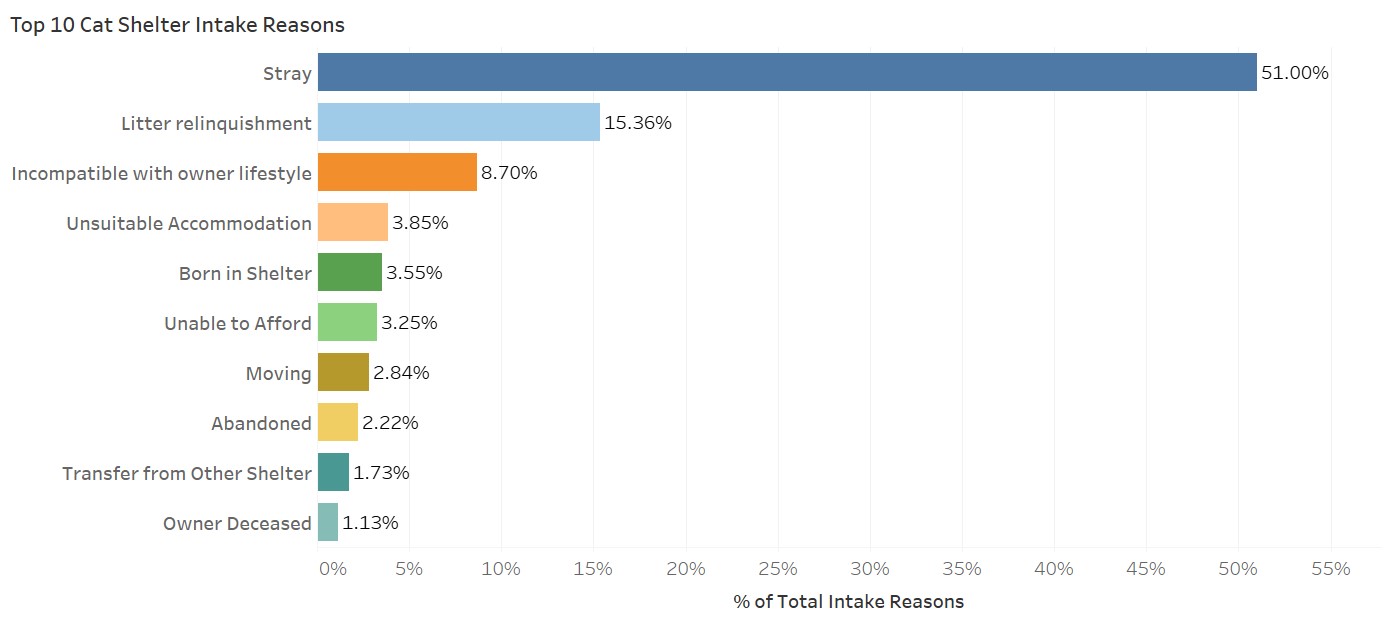 Top 10 Cat Shelter Intake Reasons
Stray 51.00%
Litter relinquishment 15.36%
Incompatible with owner lifestyle 8.70%
Unsuitable Accommodation 3.85%
Born in Shelter 3.55%
Unable to Afford 3.25%
Moving 2.84%
Abandoned 2.22%
Transfer from Other Shelter 1.73%
Owner Deceased 1.13%
0% 5% 10% 15% 20% 25% 30% 35% 40% 45% 50% 55%
% of Total Intake Reasons